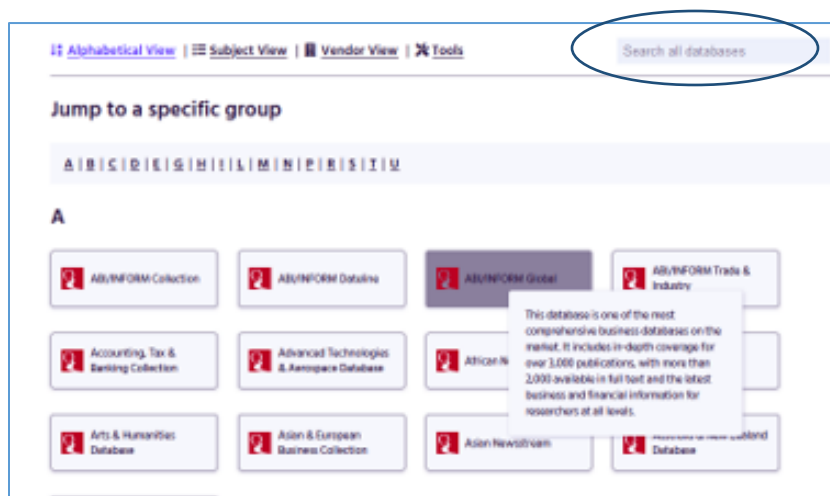 Alphabetical View | Subject View | Vendor View | Tools
Search all databases
Jump to a specific group
A | B | C | D | E | G | H | I | L | M | N | P | R | S | T | U
A
ABI/INFORM Collection
ABI/INFORM Dateline
ABI/INFORM Global
ABI/INFORM Trade &
Industry
This database is one of the most
comprehensive business databases on the
market. It includes in-depth coverage for
over 3,000 publications, with more than
2,000 available in full text and the latest
business and financial information for
researchers at all levels.
Accounting, Tax &
Banking Collection
Advanced Technologies
& Aerospace Database
African
Arts & Humanities
Database
Asian & European
Business Collection
Asian Newsstream
Database